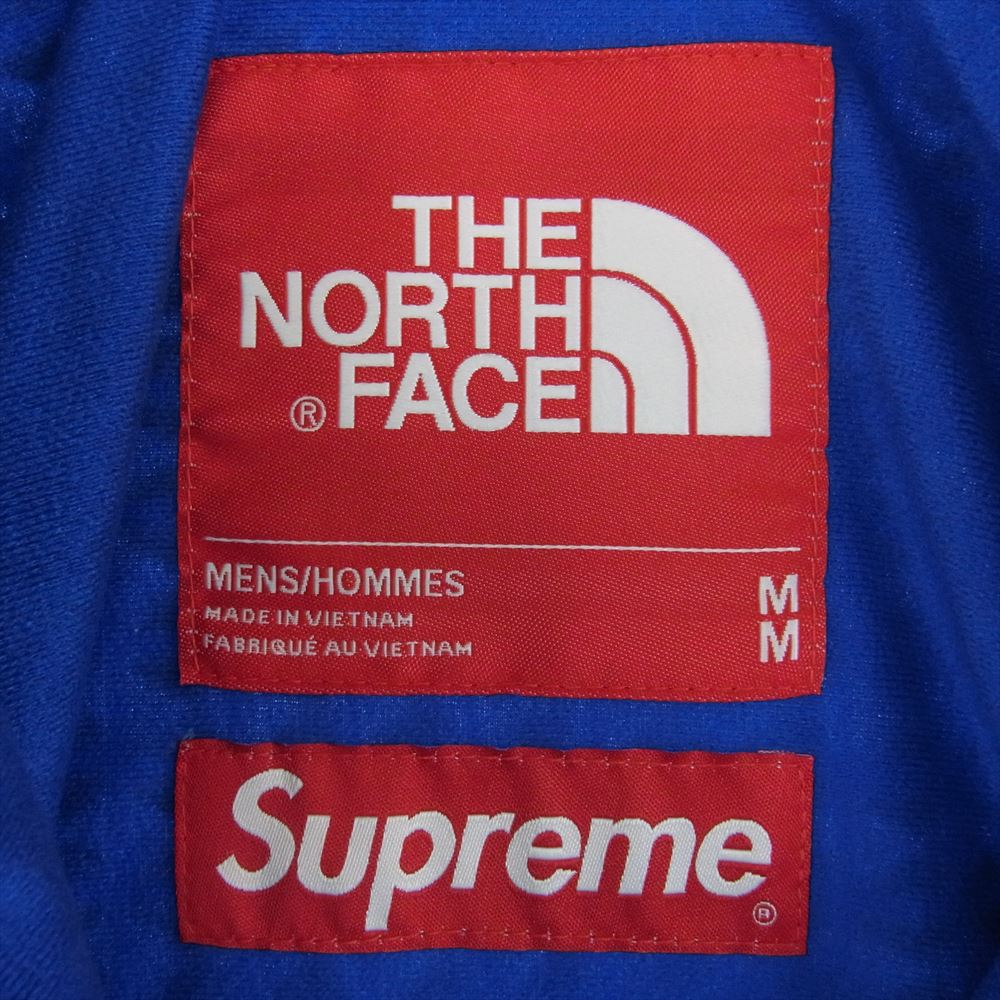 THE
NORTH
® FACE
MENS/HOMMES M
MADE IN VIETNAM
FABRIQUÉ AU VIETNAM M
Supreme ®